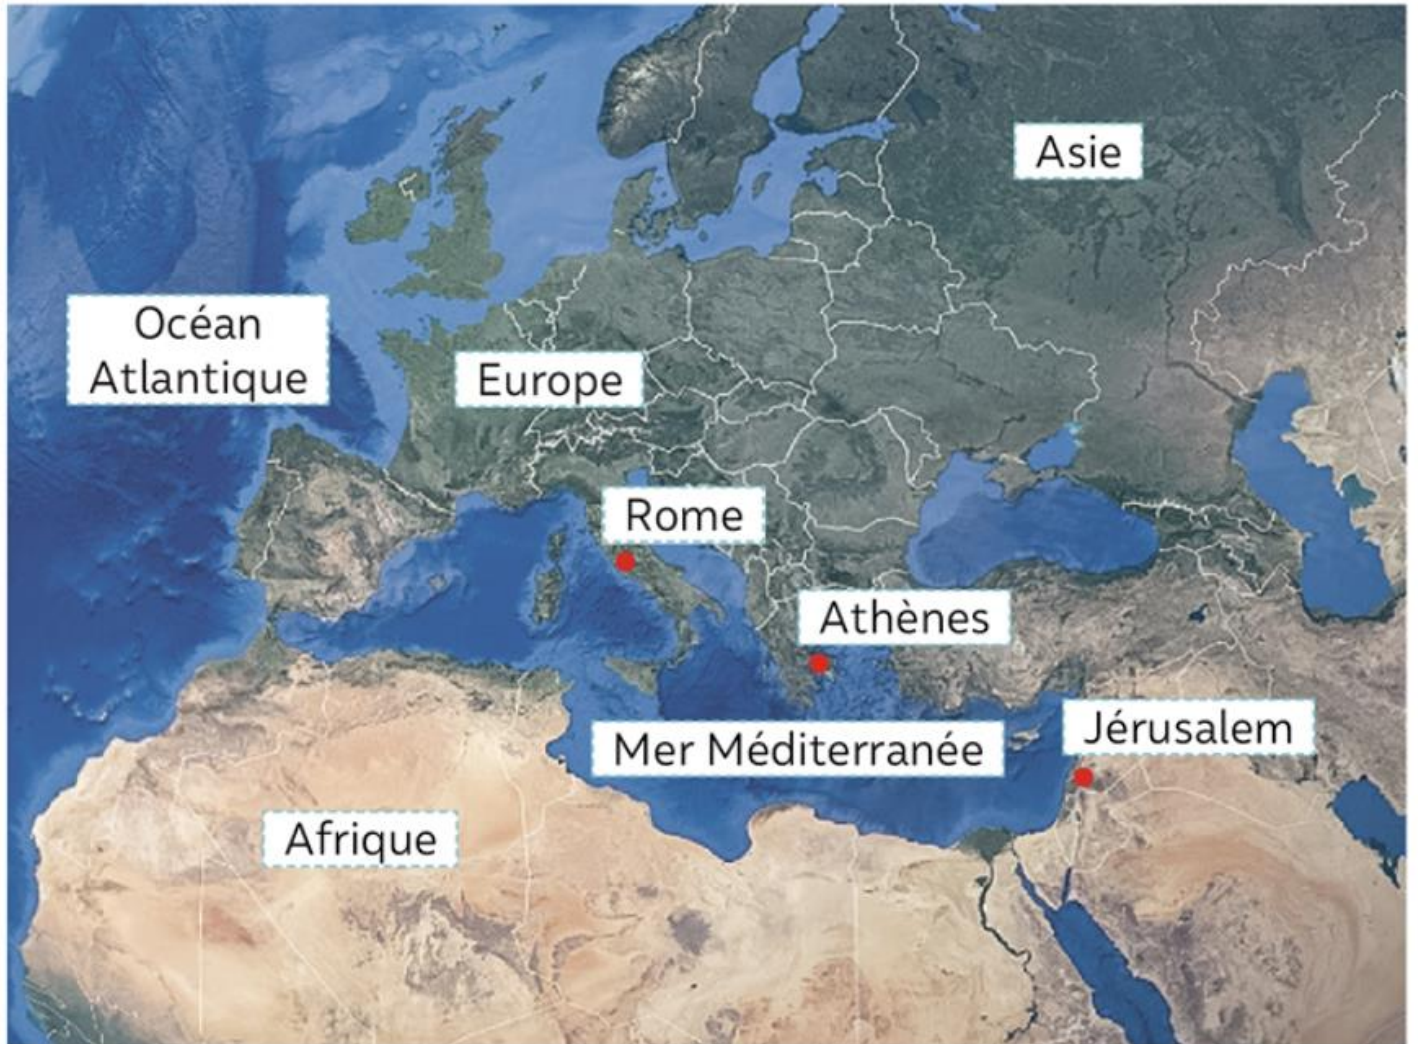 Asie
Océan
Atlantique
Europe
Rome
Athènes
Jérusalem
Mer Méditerranée
Afrique